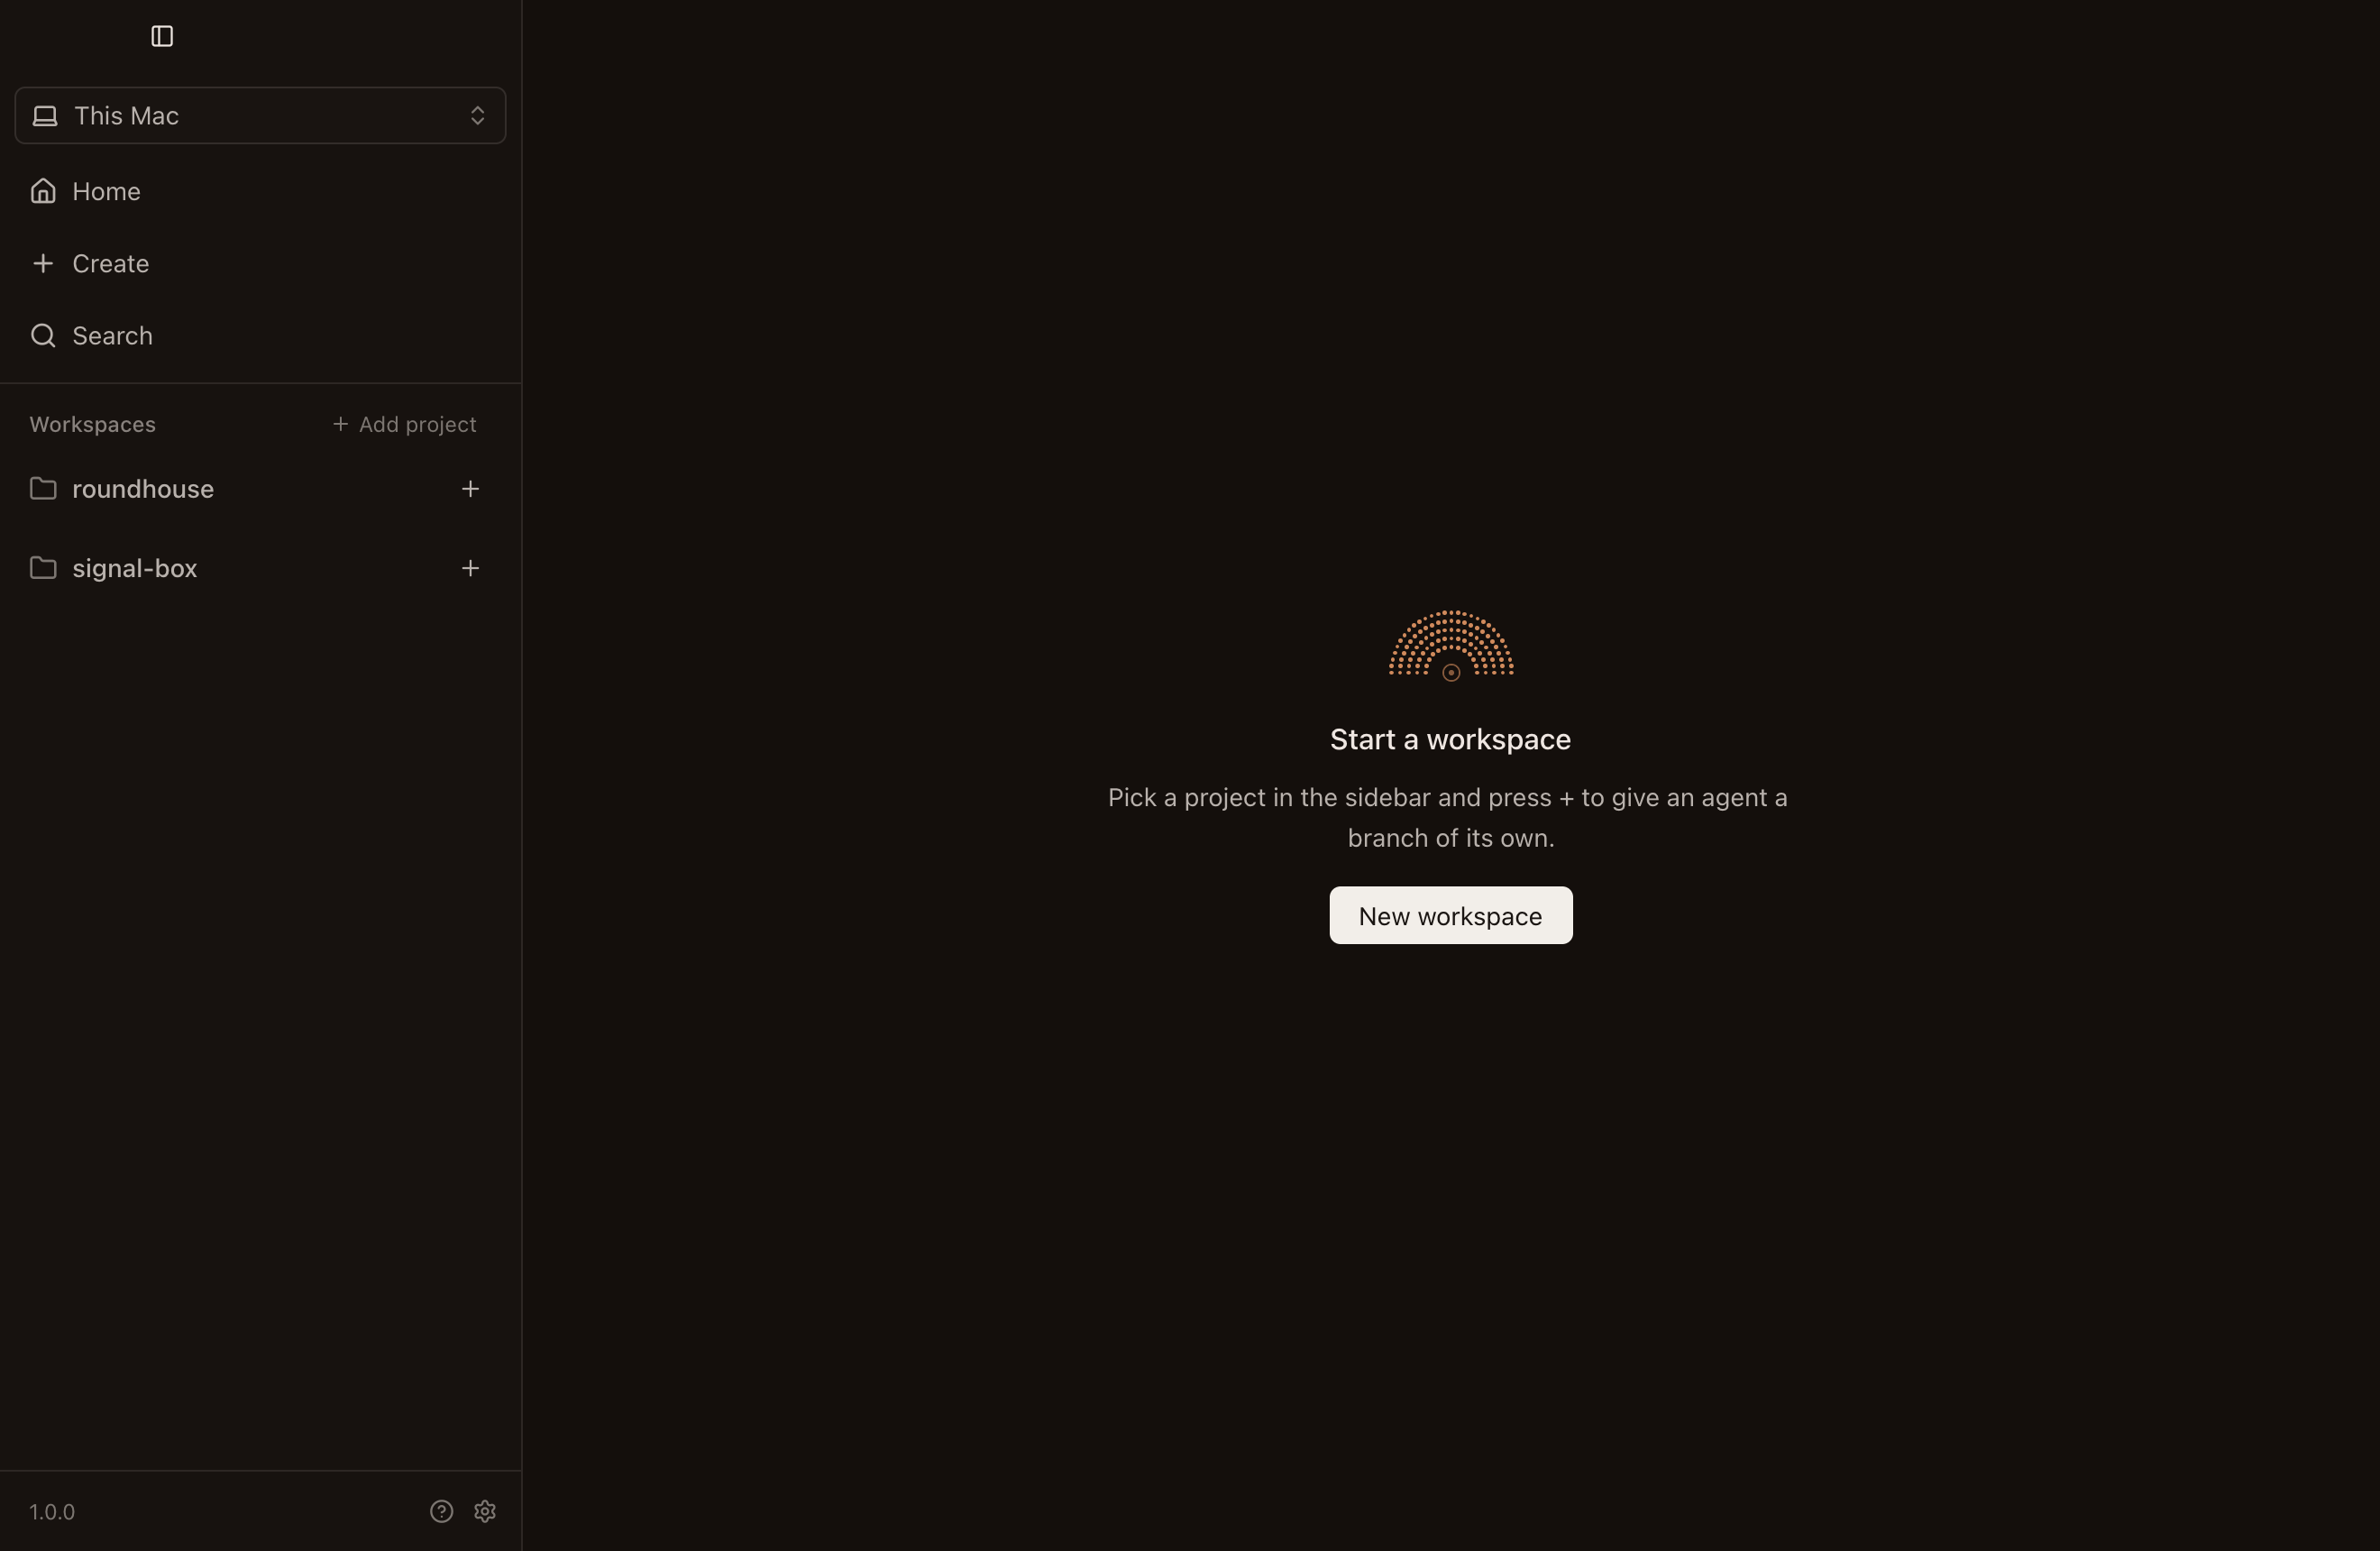 This Mac
Home
Create
Search
Workspaces
Add project
roundhouse
signal-box
Start a workspace
Pick a project in the sidebar and press + to give an agent a
branch of its own.
New workspace
1.0.0